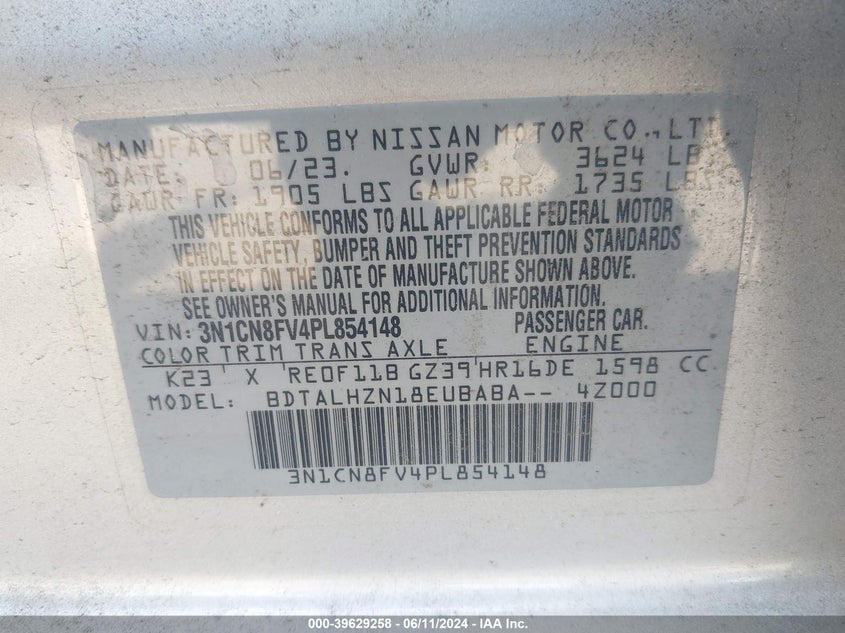 MANUFACTURED BY NISSAN MOTOR CO., LTD.
DATE: 06/23. GVWR: 3624 LBS
GAWR FR: 1905 LBS GAWR RR: 1735 LBS
THIS VEHICLE CONFORMS TO ALL APPLICABLE FEDERAL MOTOR
VEHICLE SAFETY, BUMPER AND THEFT PREVENTION STANDARDS
IN EFFECT ON THE DATE OF MANUFACTURE SHOWN ABOVE.
SEE OWNER'S MANUAL FOR ADDITIONAL INFORMATION.
VIN: 3N1CN8FV4PL854148 PASSENGER CAR.
COLOR TRIM TRANS AXLE ENGINE
K23 X RE0F11B GZ39 HR16DE 1598 CC
MODEL: BDTALHZN18EUBABA-- 4Z000
3N1CN8FV4PL854148
000-39629258 - 06/11/2024 - IAAI.com